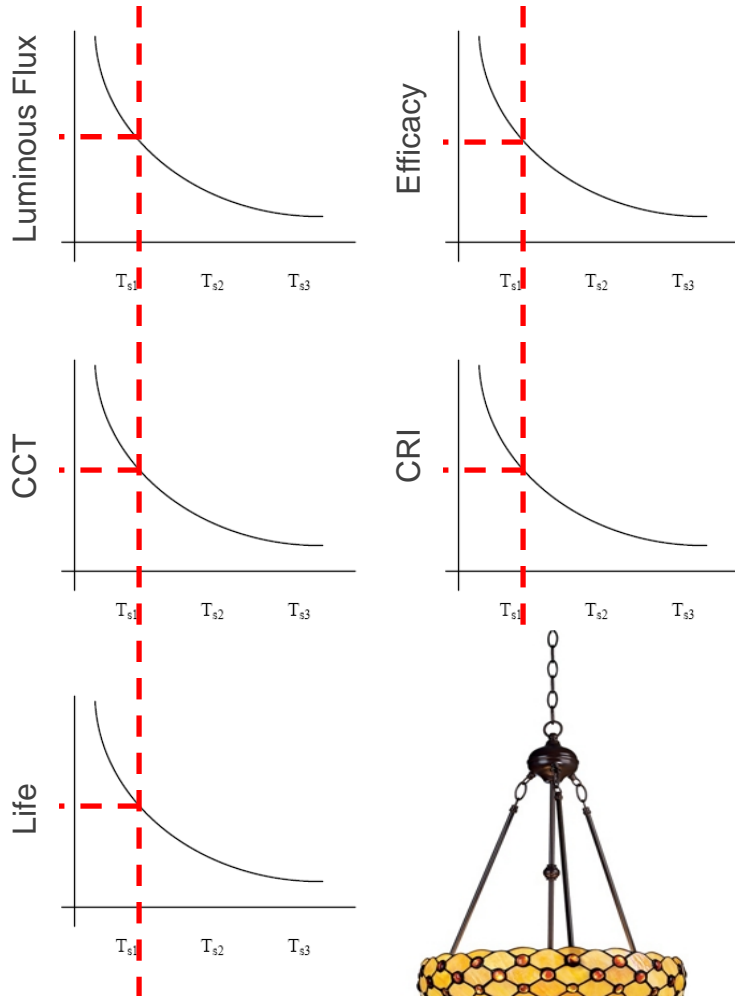 Luminous Flux
Ts1 Ts2 Ts3
Efficacy
Ts1 Ts2 Ts3
CCT
Ts1 Ts2 Ts3
CRI
Ts1 Ts2 Ts3
Life
Ts1 Ts2 Ts3